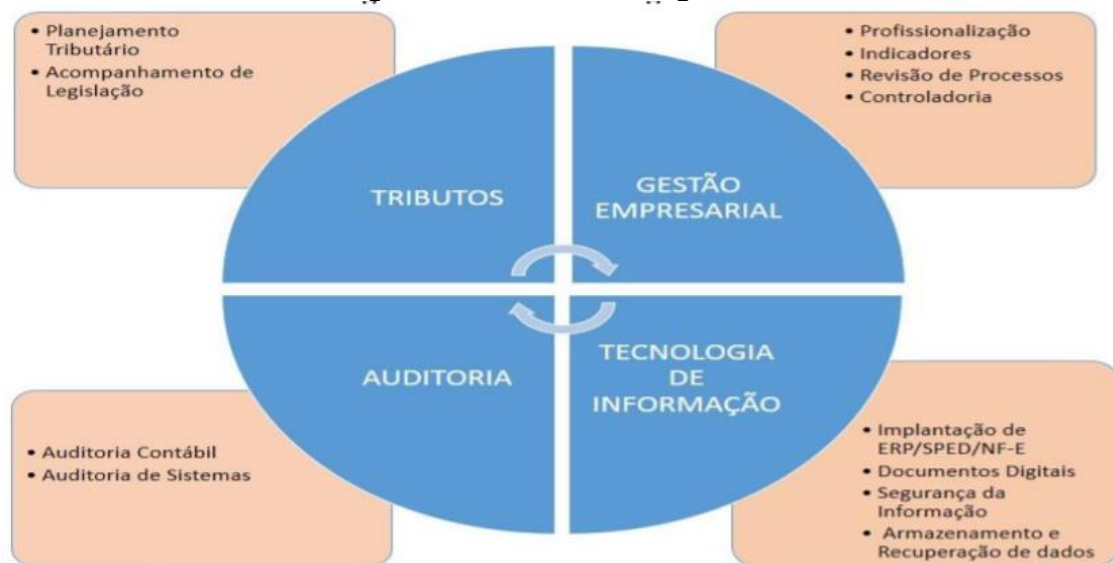 • Planejamento
Tributário
• Acompanhamento de
Legislação
• Profissionalização
• Indicadores
• Revisão de Processos
• Controladoria
TRIBUTOS
GESTÃO
EMPRESARIAL
AUDITORIA
TECNOLOGIA
DE
INFORMAÇÃO
• Auditoria Contábil
• Auditoria de Sistemas
• Implantação de
ERP/SPED/NF-E
• Documentos Digitais
• Segurança da
Informação
• Armazenamento e
Recuperação de dados